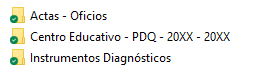 Actas - Oficios
Centro Educativo - PDQ - 20XX - 20XX
Instrumentos Diagnósticos